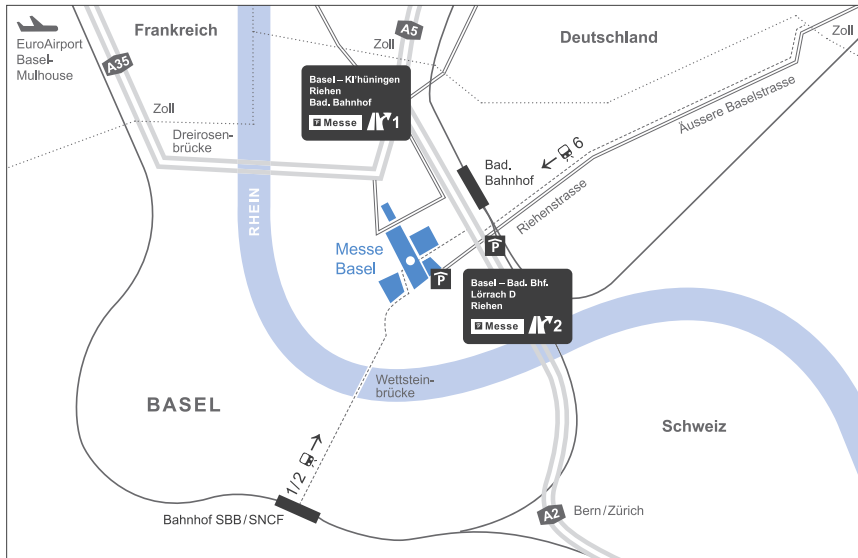 Frankreich
A5
Deutschland
Zoll
Zoll
EuroAirport
Basel-
Mulhouse
A35
Zoll
Dreirosen-
brücke
Basel – Kl'hüningen
Riehen
Bad. Bahnhof
P Messe 1
Äussere Baselstrasse
6
Bad.
Bahnhof
Riehenstrasse
RHEIN
Messe
Basel
P
P
Basel – Bad. Bhf.
Lörrach D
Riehen
P Messe 2
Wettstein-
brücke
BASEL
Schweiz
1/2
A2
Bern/Zürich
Bahnhof SBB/SNCF